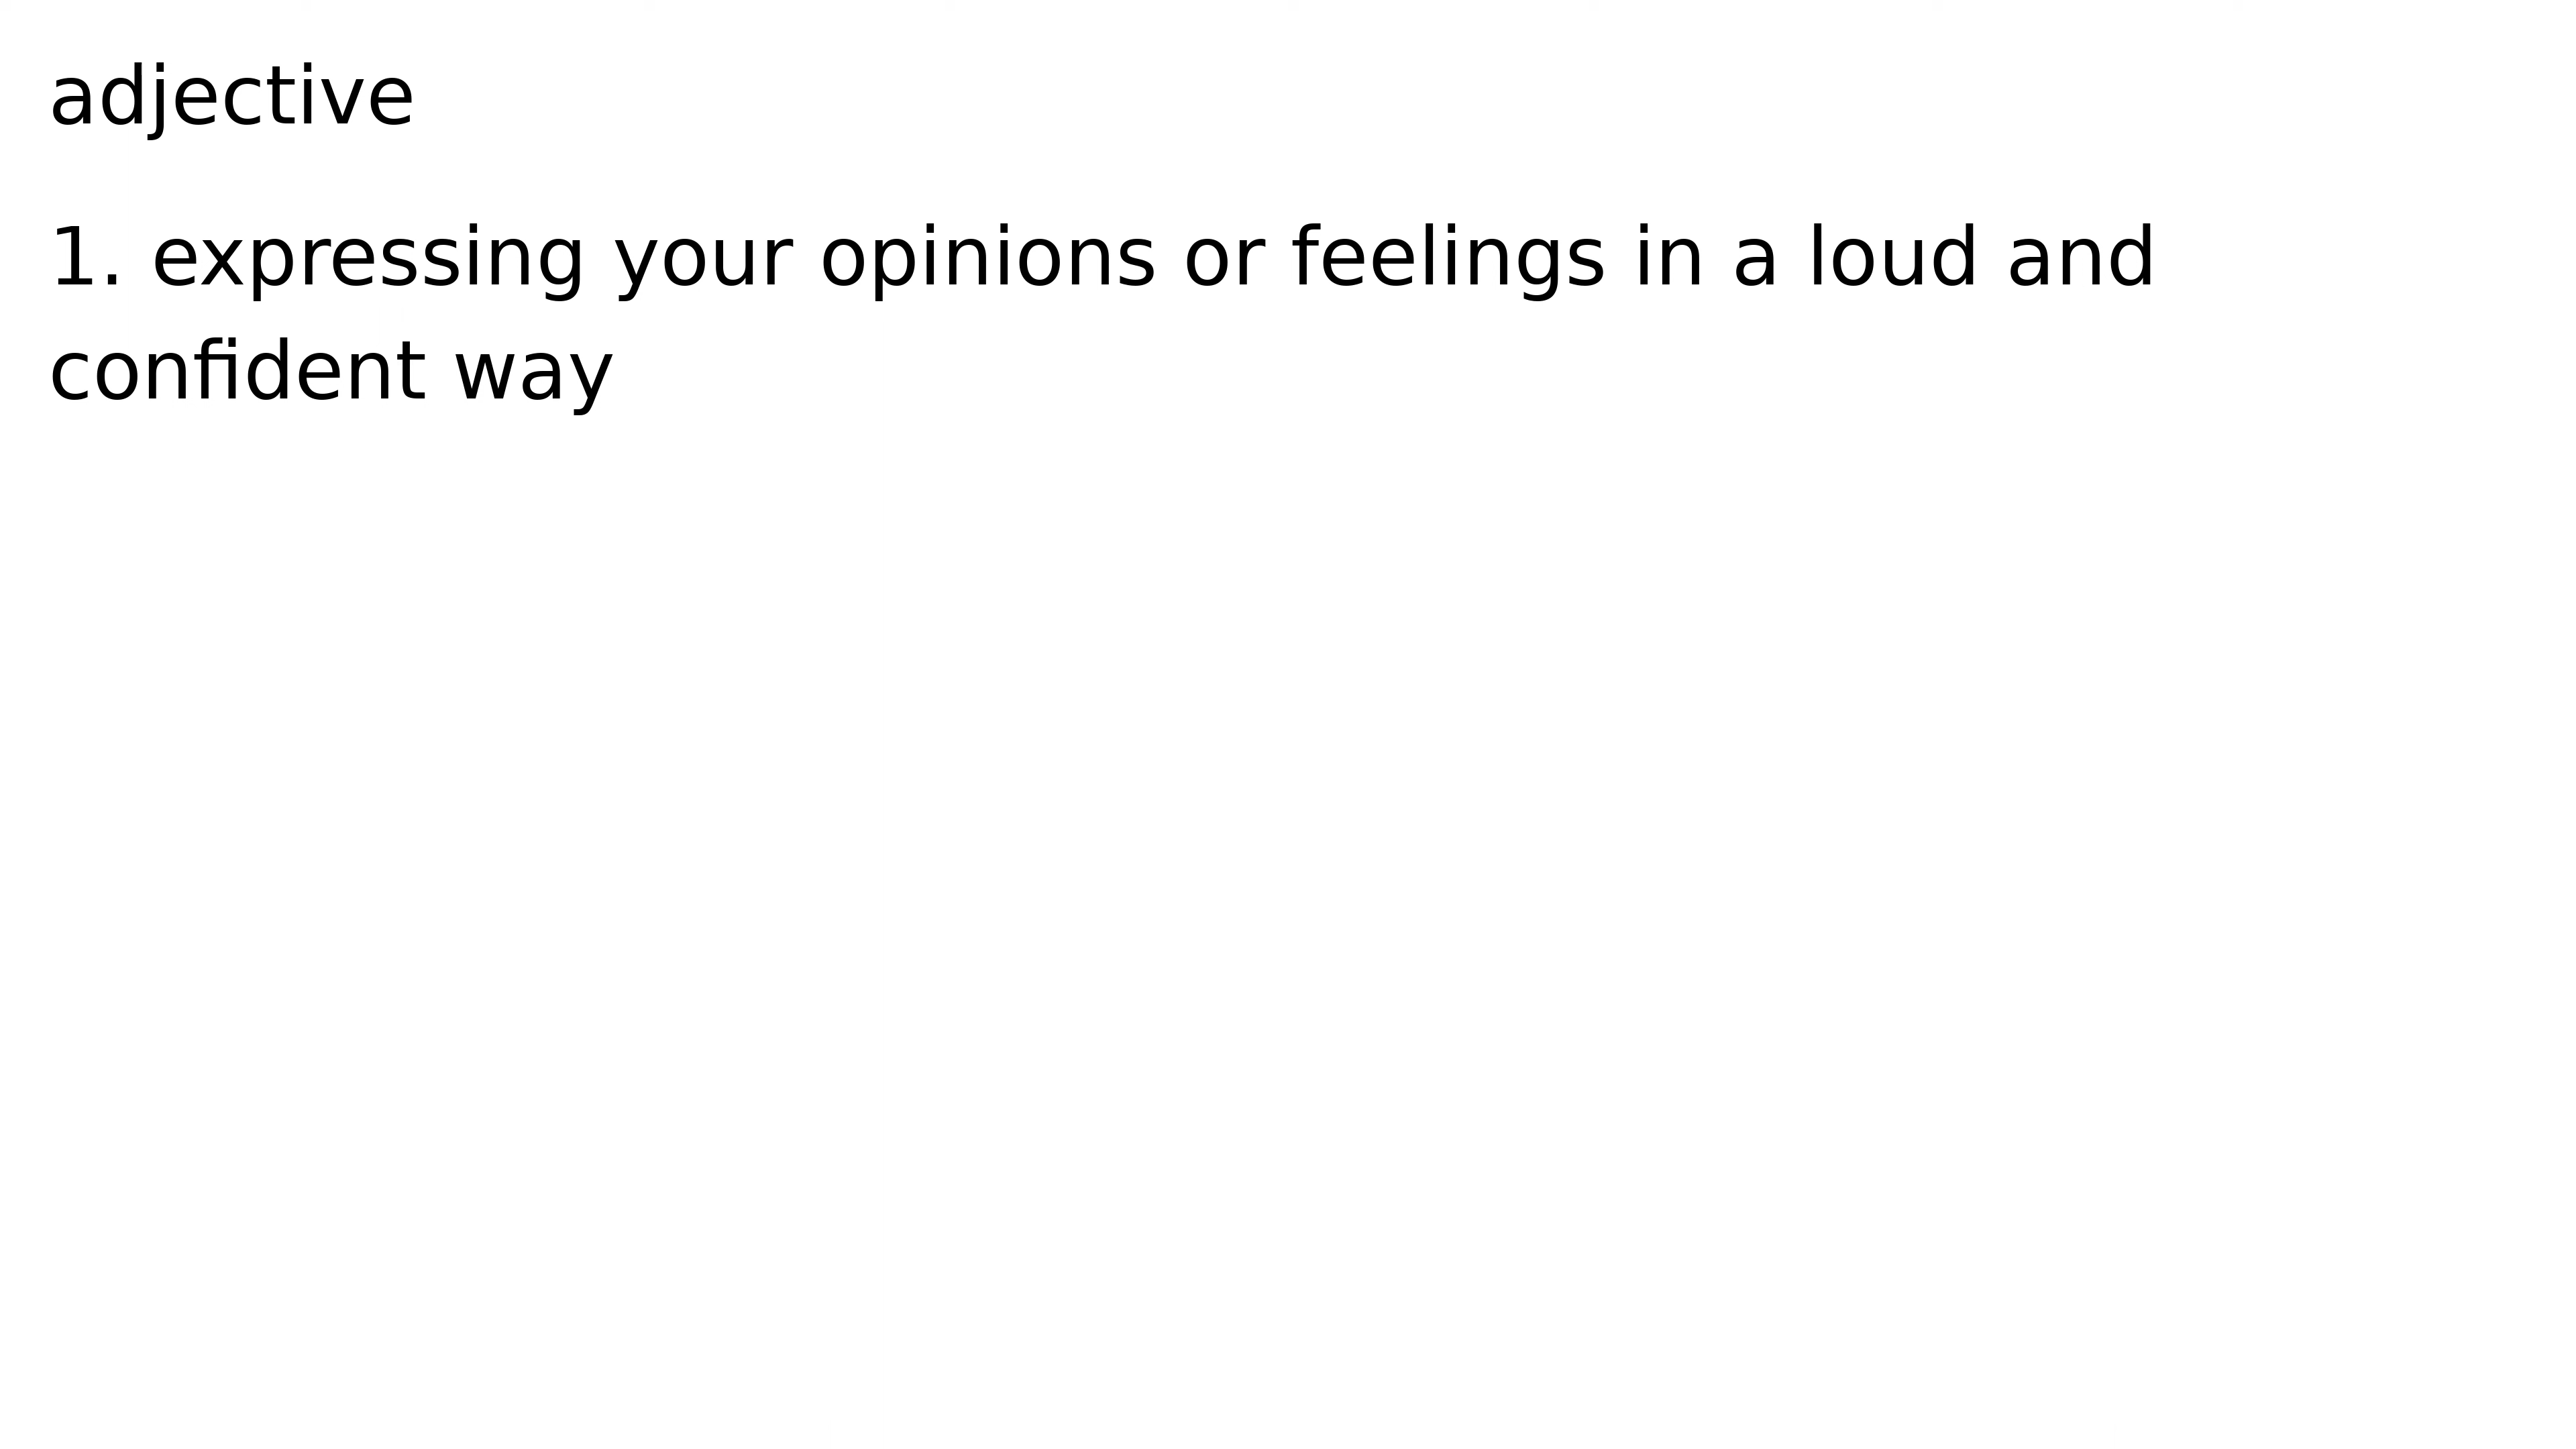 adjective
1. expressing your opinions or feelings in a loud and
confident way